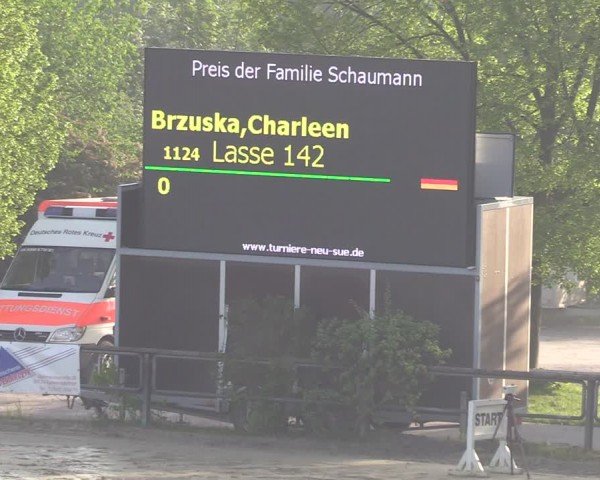 Preis der Familie Schaumann
Brzuska,Charleen
1124 Lasse 142
0
www.turniere-neu-sue.de
Deutsches Rotes Kreuz
ETTUNGSDIENST
START